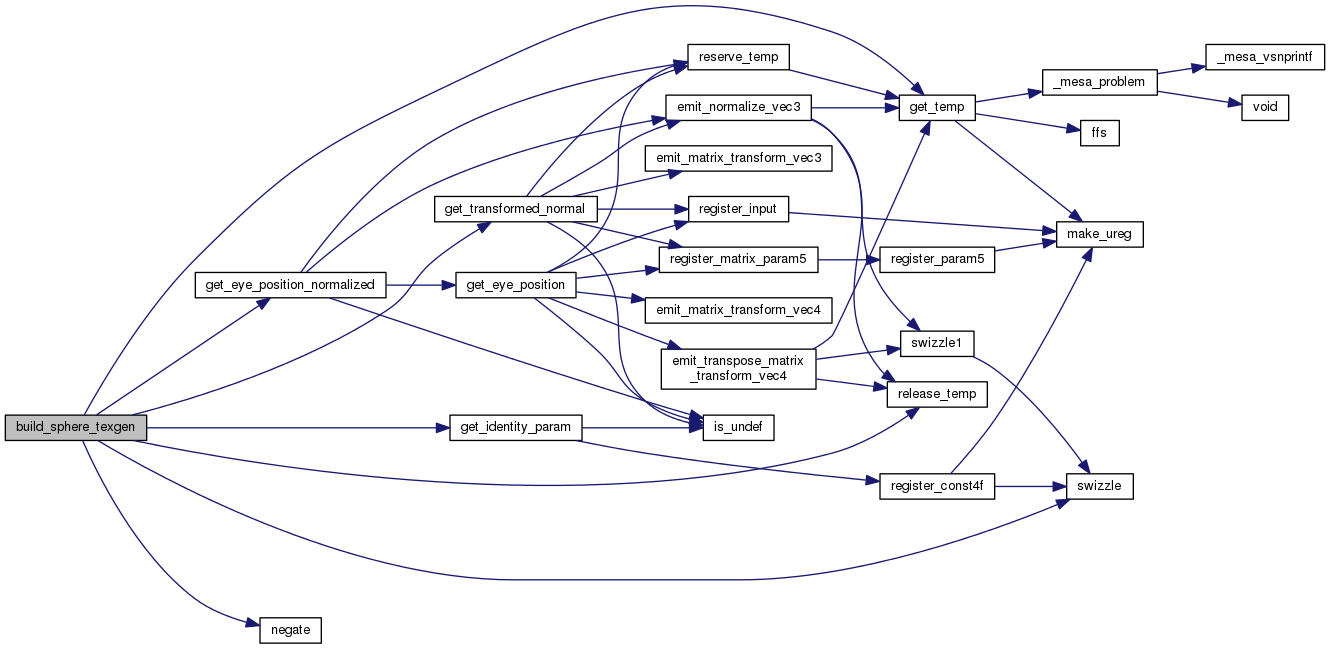 reserve_temp
_mesa_vsnprintf
_mesa_problem
emit_normalize_vec3
get_temp
void
ffs
emit_matrix_transform_vec3
get_transformed_normal
register_input
make_ureg
register_matrix_param5
register_param5
get_eye_position_normalized
get_eye_position
emit_matrix_transform_vec4
swizzle1
emit_transpose_matrix
_transform_vec4
release_temp
build_sphere_texgen
get_identity_param
is_undef
register_const4f
swizzle
negate